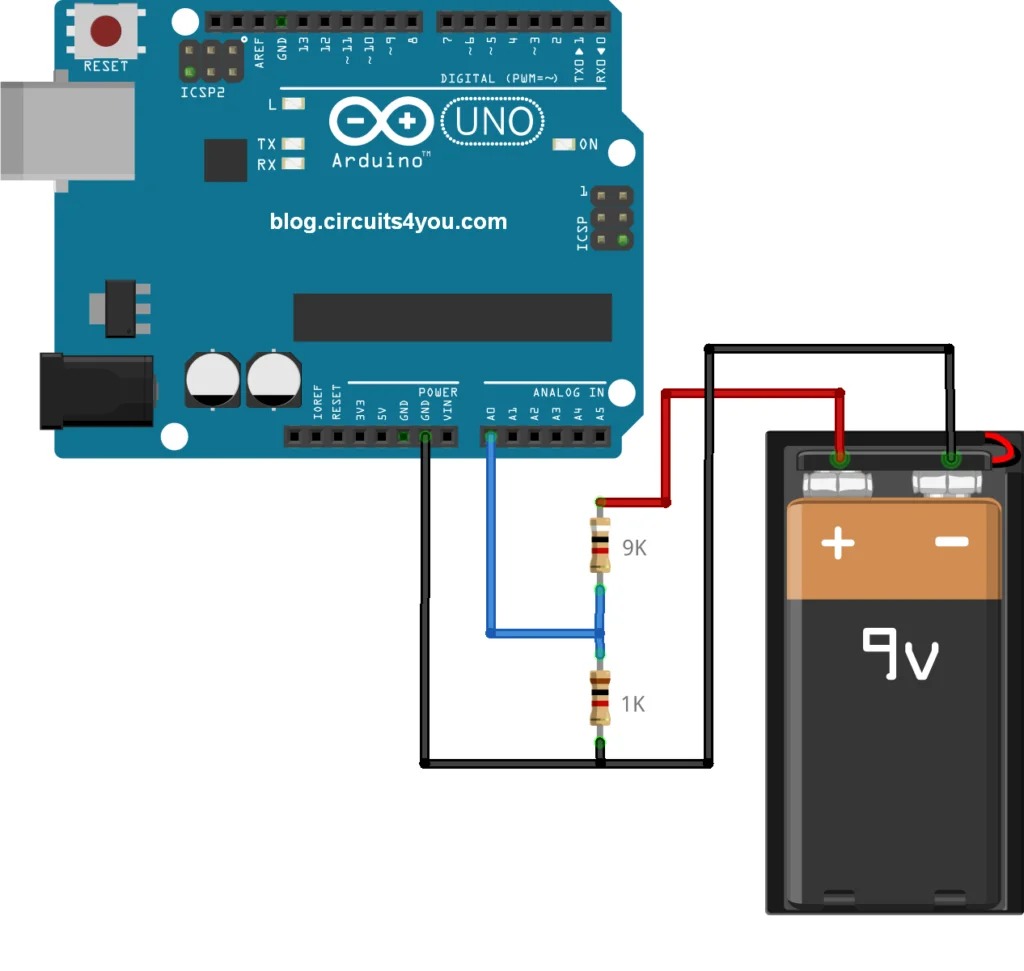 RESET
ICSP2
AREF
GND
13
12
~11
~10
~9
8
7
~6
~5
4
~3
2
TX0▶1
RX0◀0
DIGITAL (PWM=~)
L
TX
RX
Arduino™
UNO
ON
1
ICSP
blog.circuits4you.com
IOREF
RESET
3V3
5V
GND
GND
VIN
POWER
ANALOG IN
A0
A1
A2
A3
A4
A5
9K
1K
+ −
9v